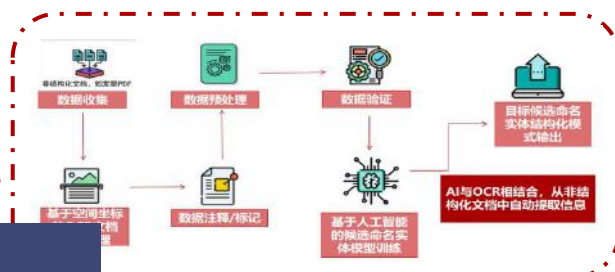 非结构化文档，如发票PDF
数据收集
数据预处理
数据验证
目标候选命名
实体结构化模
式输出
基于空间坐标
文档
理
数据注释/标记
基于人工智能
的候选命名实
体模型训练
AI与OCR相结合，从非结
构化文档中自动提取信息